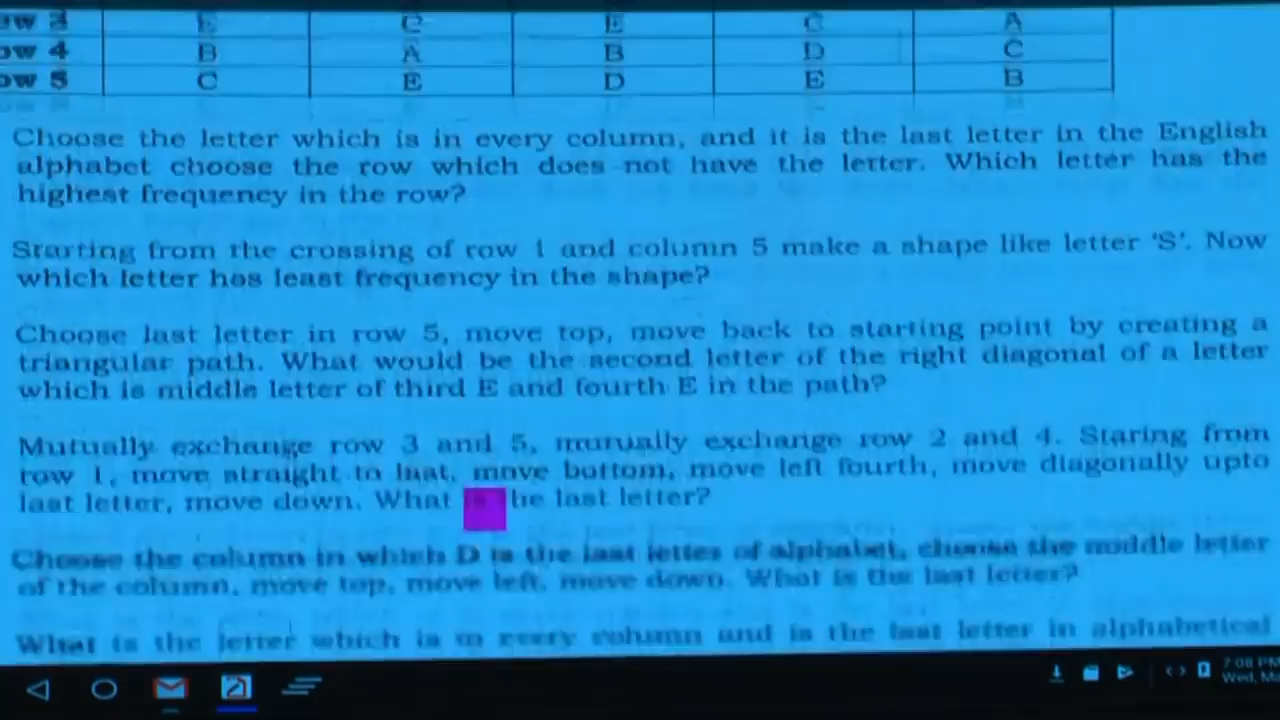 ow 3 E C E C A
ow 4 B A B D C
ow 5 C E D E B
Choose the letter which is in every column, and it is the last letter in the English
alphabet choose the row which does not have the letter. Which letter has the
highest frequency in the row?
Starting from the crossing of row 1 and column 5 make a shape like letter 'S'. Now
which letter has least frequency in the shape?
Choose last letter in row 5, move top, move back to starting point by creating a
triangular path. What would be the second letter of the right diagonal of a letter
which is middle letter of third E and fourth E in the path?
Mutually exchange row 3 and 5, mutually exchange row 2 and 4. Staring from
row 1, move straight to last, move bottom, move left fourth, move diagonally upto
last letter, move down. What is he last letter?
Choose the column in which D is the last letter of alphabet, choose the middle letter
of the column, move top, move left, move down. What is the last letter?
What is the letter which is in every column and is the last letter in alphabetical
7:08 PM
Wed, Ma